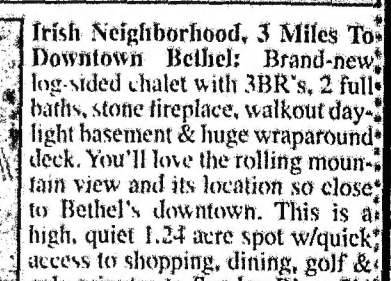 Irish Neighborhood, 3 Miles To
Downtown Bethel: Brand-new,
log-sided chalet with 3BR's, 2 full
baths, stone fireplace, walkout day-
light basement & huge wraparound
deck. You'll love the rolling moun-
tain view and its location so close
to Bethel's downtown. This is a
high, quiet 1.24 acre spot w/quick
access to shopping, dining, golf &